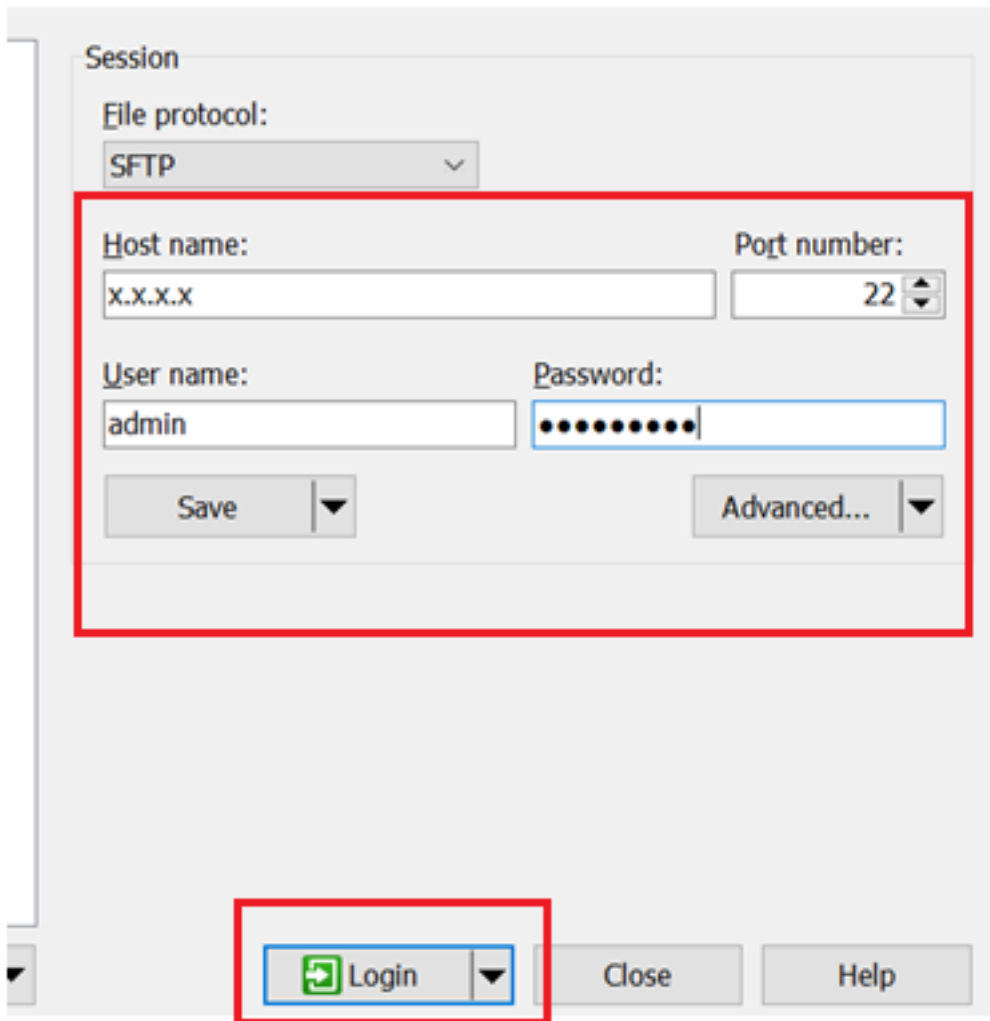 Session
File protocol:
SFTP
Host name:
Port number:
x.x.x.x
22
User name:
Password:
admin
●●●●●●●●●
Save
Advanced...
Login
Close
Help